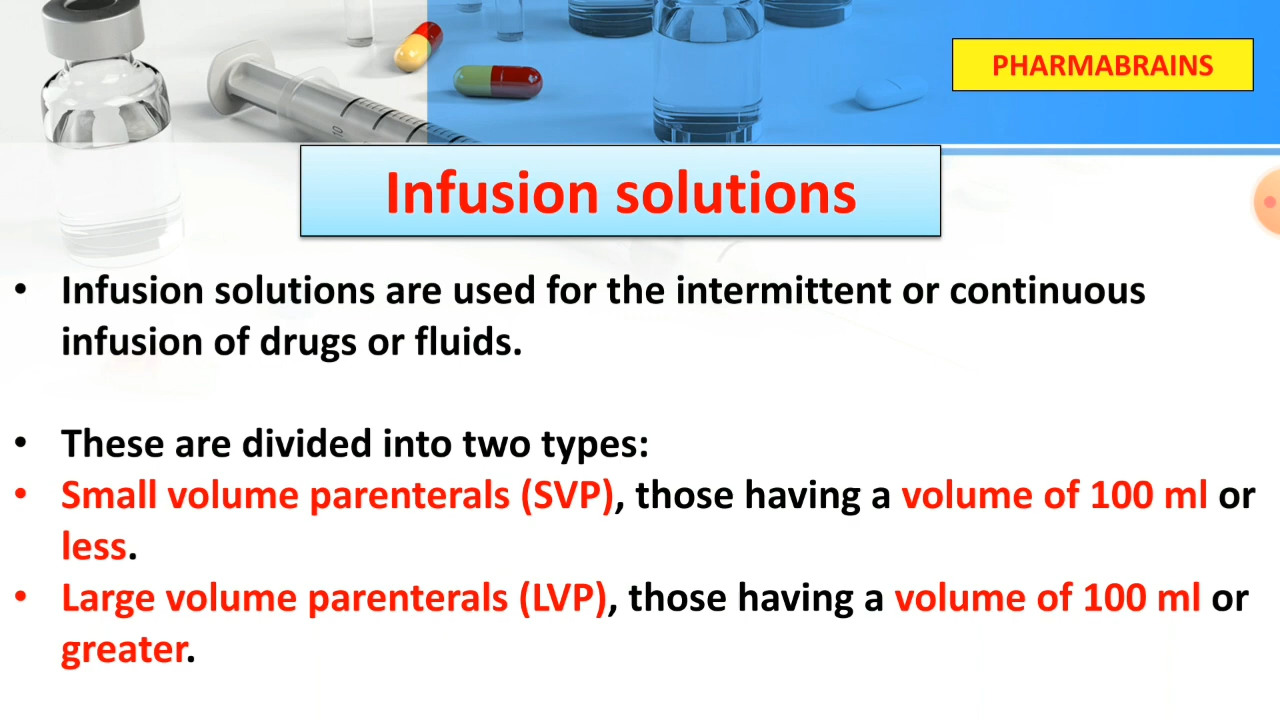 PHARMABRAINS
Infusion solutions
• Infusion solutions are used for the intermittent or continuous
infusion of drugs or fluids.
• These are divided into two types:
• Small volume parenterals (SVP), those having a volume of 100 ml or
less.
• Large volume parenterals (LVP), those having a volume of 100 ml or
greater.